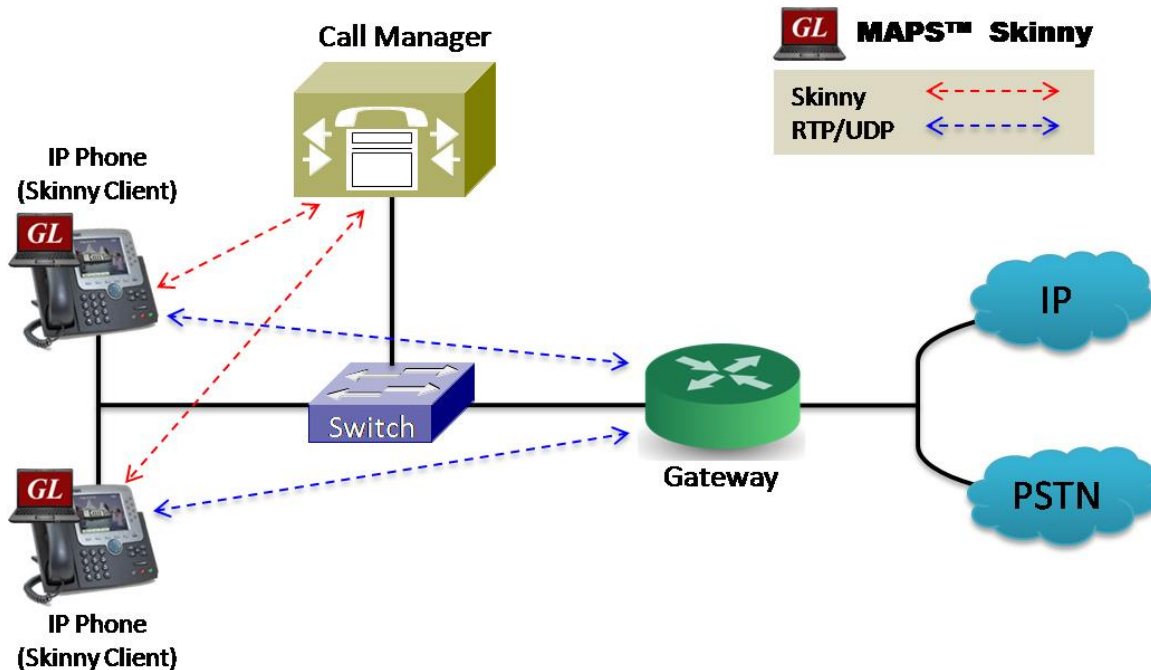 Call Manager
GL MAPS™ Skinny
Skinny
RTP/UDP
IP Phone
(Skinny Client)
GL
IP
Switch
Gateway
PSTN
GL
IP Phone
(Skinny Client)